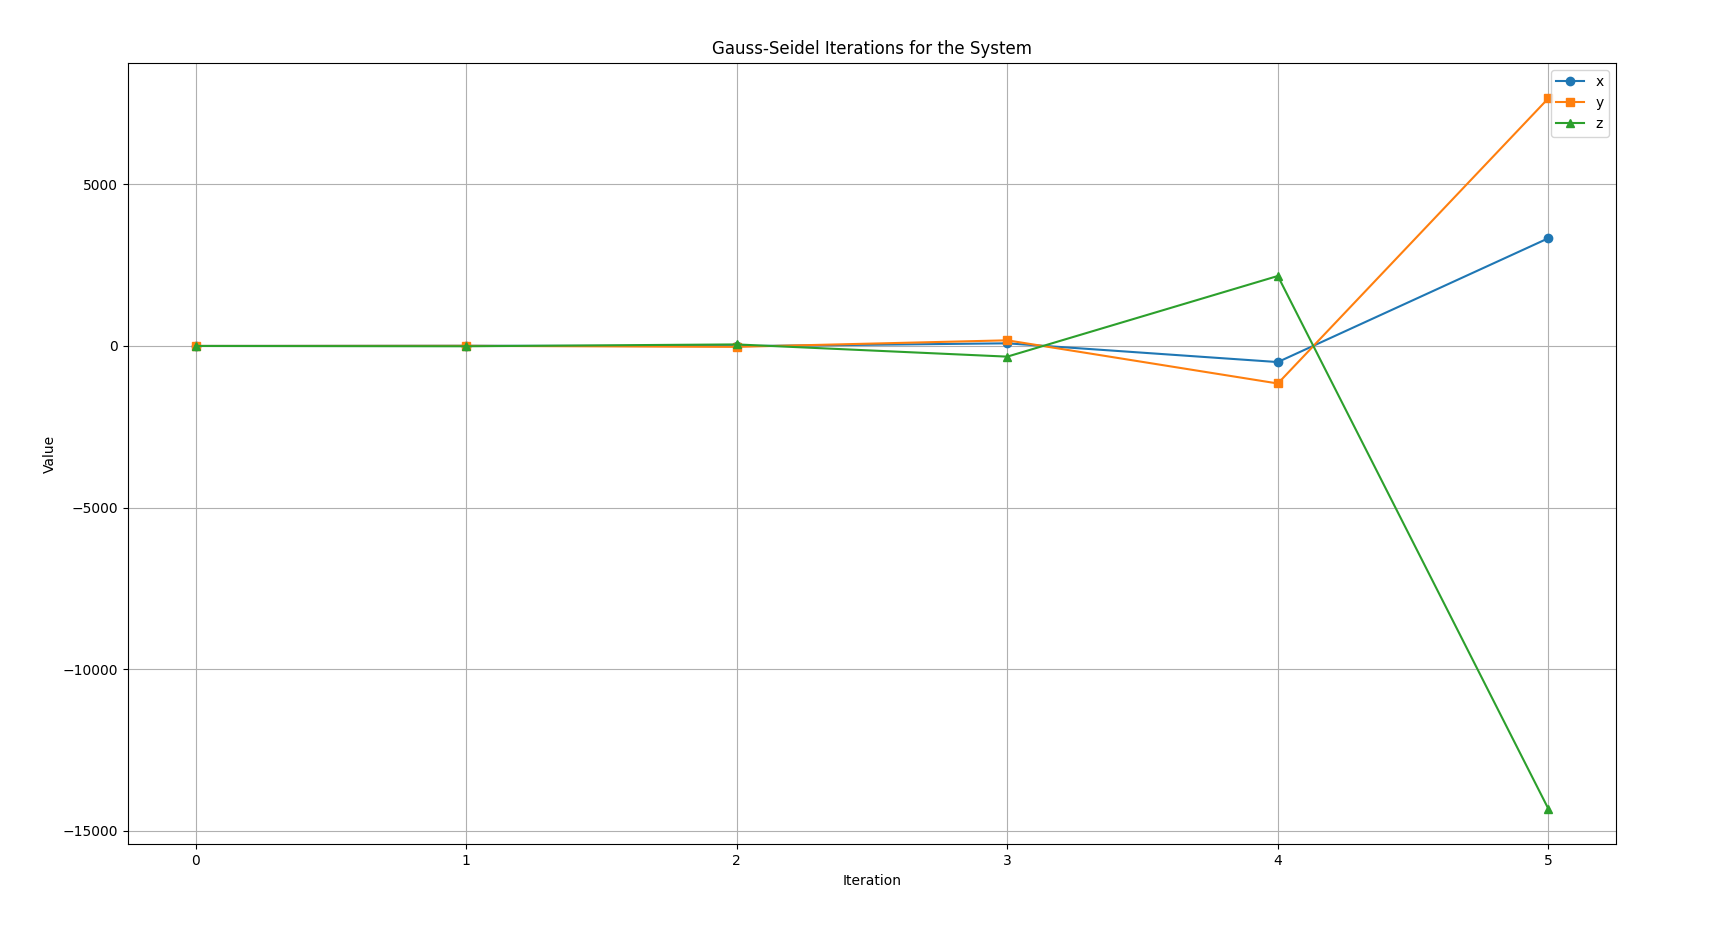 Gauss-Seidel Iterations for the System
x
y
z
5000
0
−5000
−10000
−15000
Value
0 1 2 3 4 5
Iteration